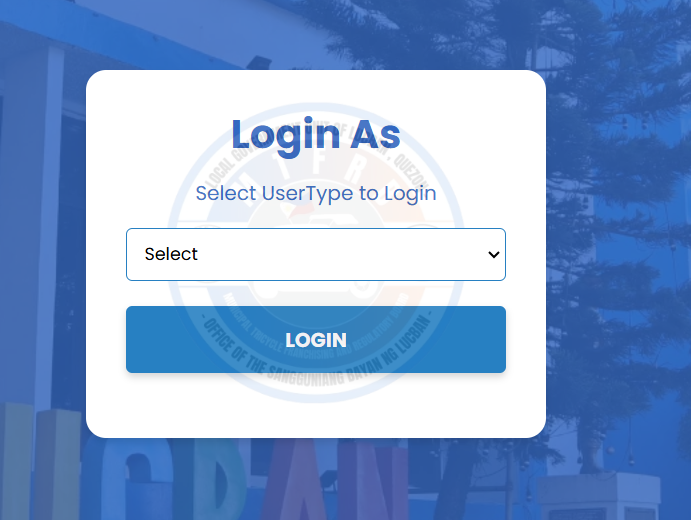 Login As
Select UserType to Login
Select
LOGIN
- OFFICE OF THE SANGGUNIANG BAYAN NG LUCBAN -